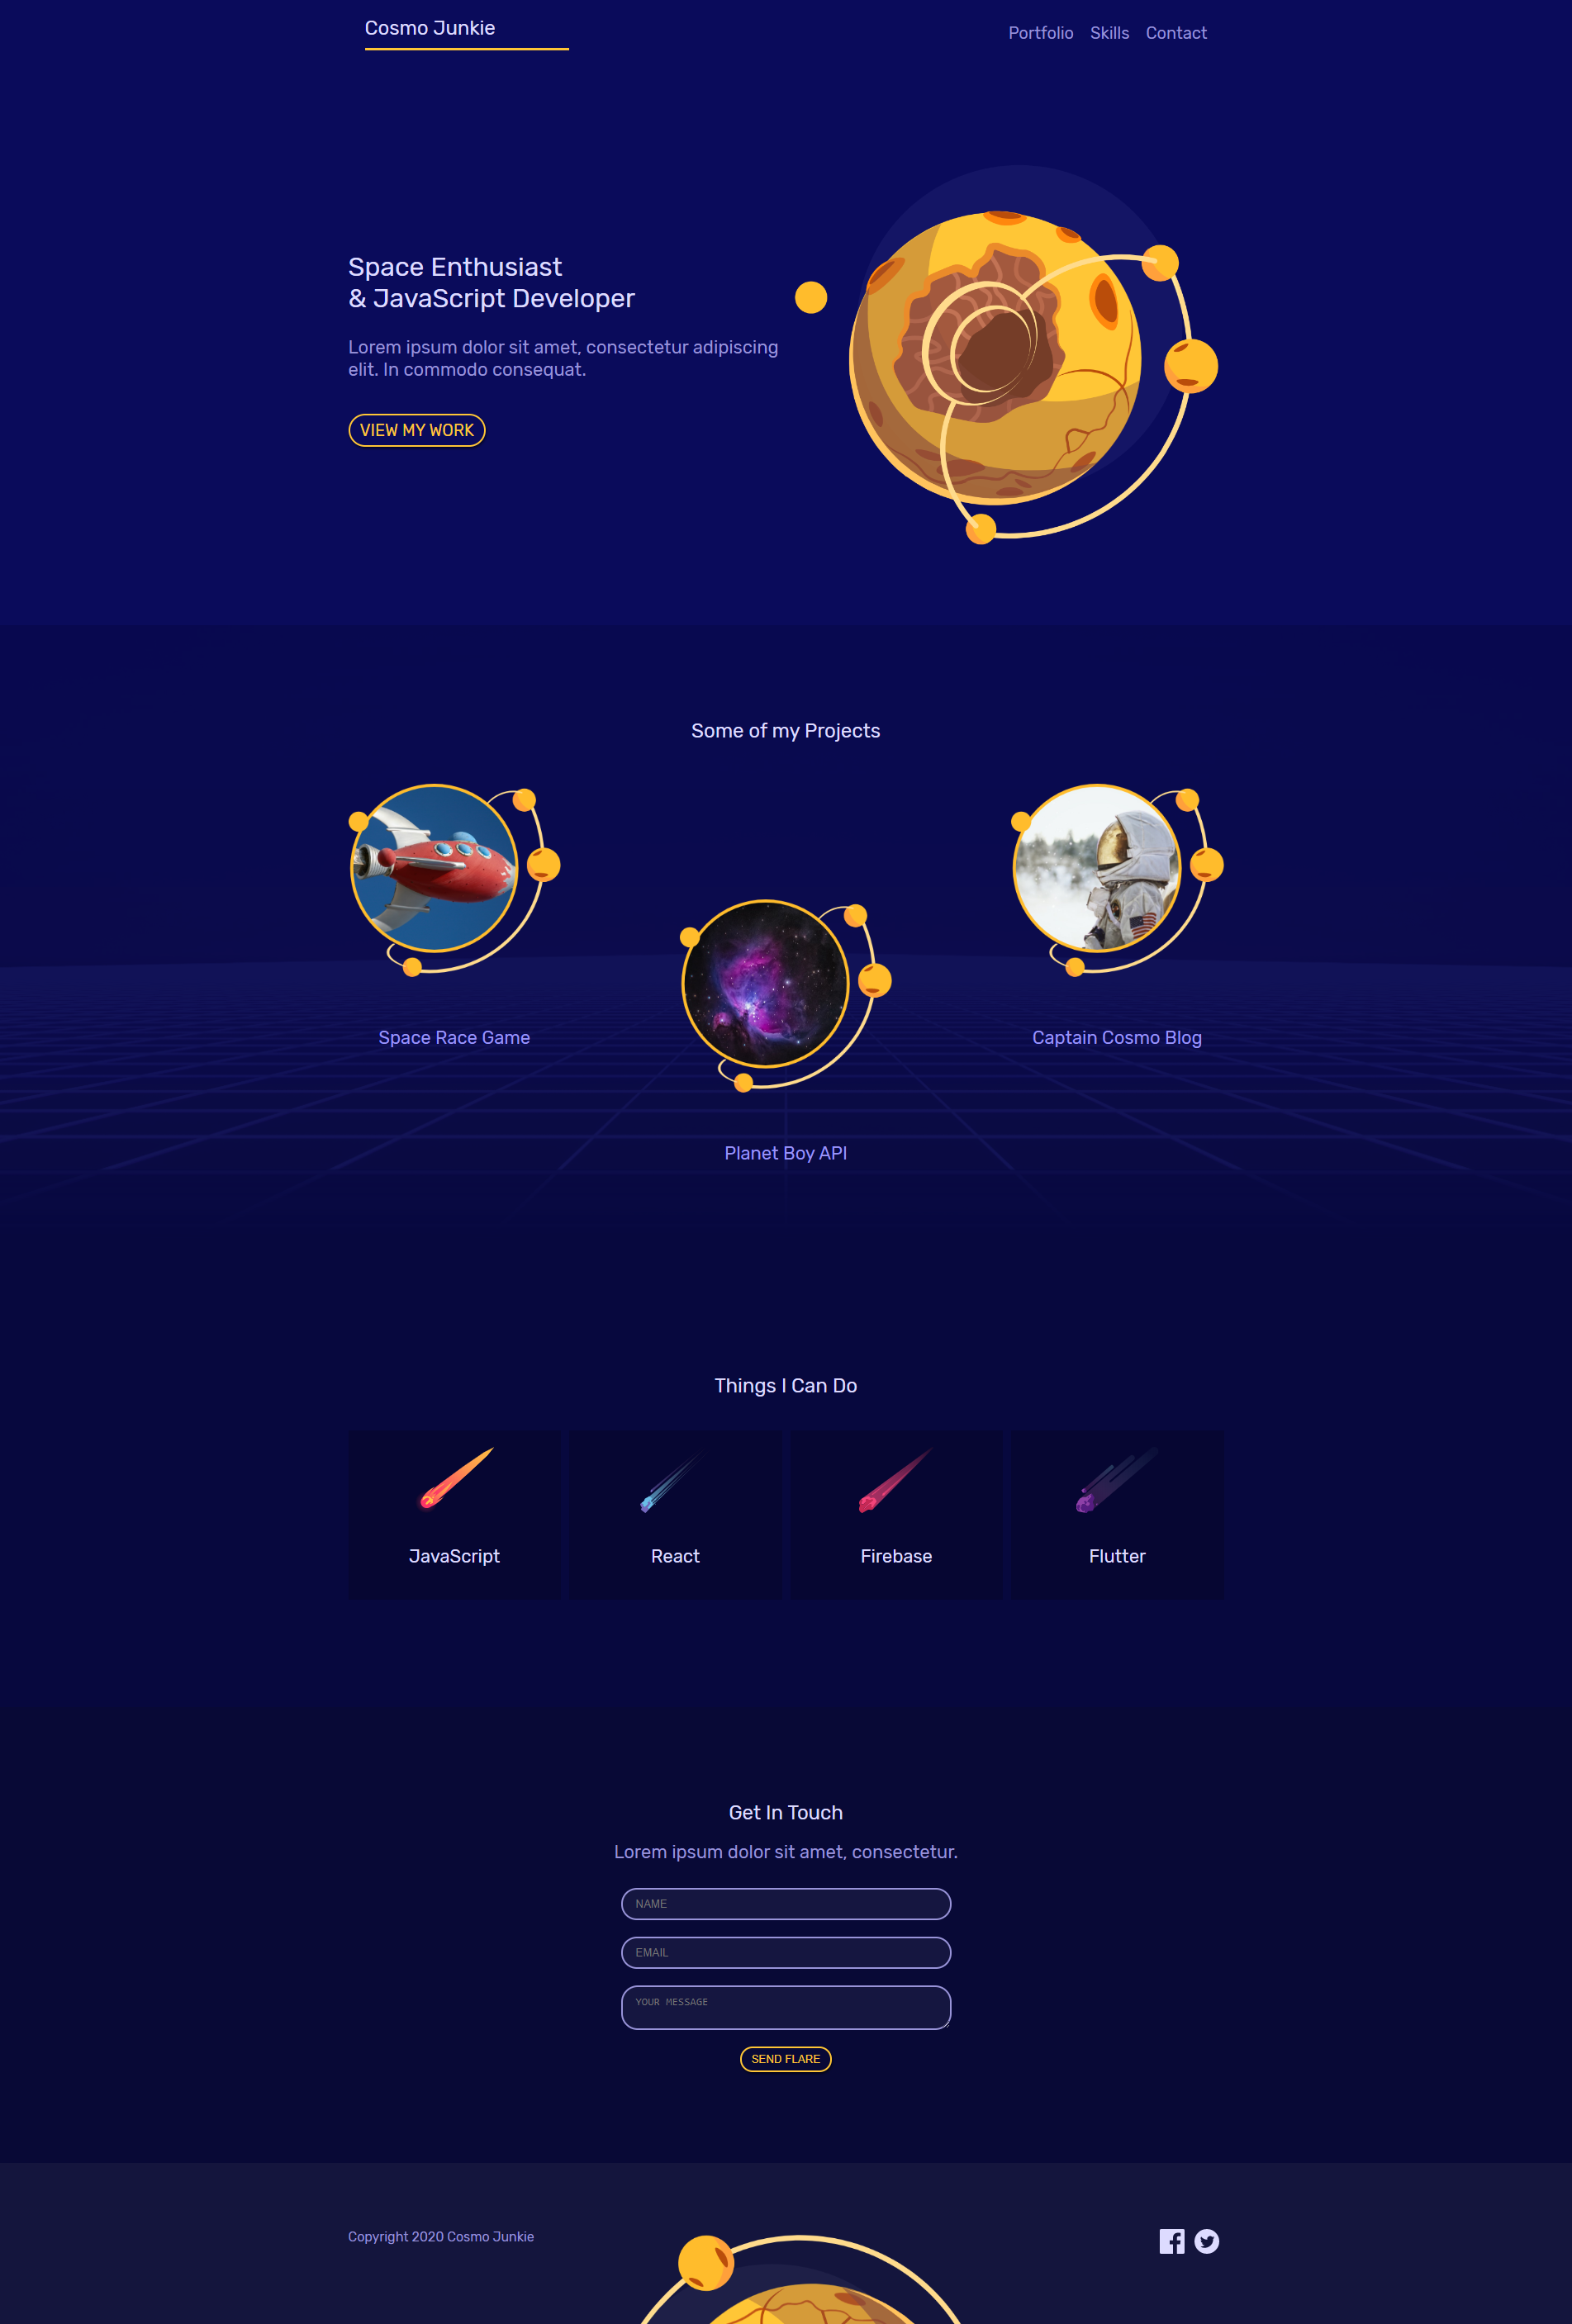 Cosmo Junkie
Portfolio Skills Contact
Space Enthusiast
& JavaScript Developer
Lorem ipsum dolor sit amet, consectetur adipiscing
elit. In commodo consequat.
VIEW MY WORK
Some of my Projects
Space Race Game
Captain Cosmo Blog
Planet Boy API
Things I Can Do
JavaScript
React
Firebase
Flutter
Get In Touch
Lorem ipsum dolor sit amet, consectetur.
NAME
EMAIL
YOUR MESSAGE
SEND FLARE
Copyright 2020 Cosmo Junkie